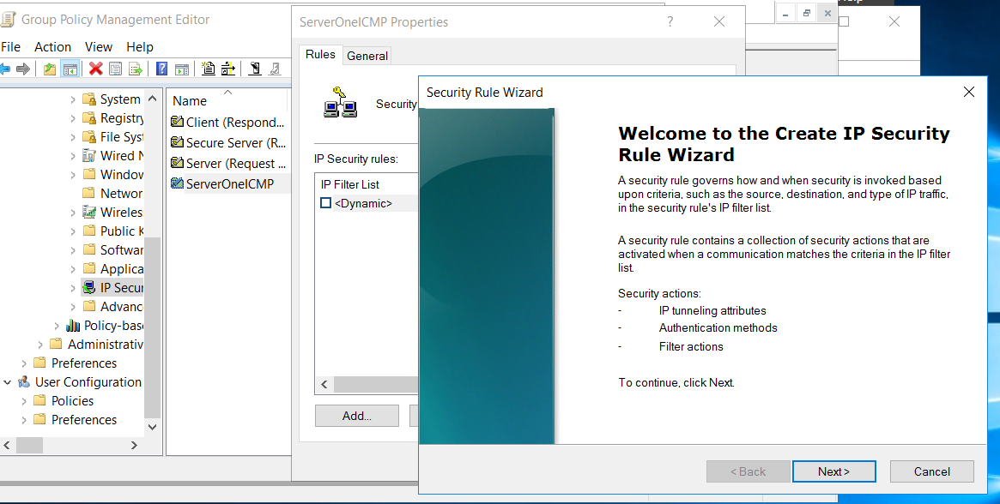 Group Policy Management Editor
File Action View Help
System
Registry
File Sys
Wired N
Window
Networ
Wireles
Public K
Softwar
Applica
IP Secur
Advanc
Policy-base
Administrativ
Preferences
User Configuration
Policies
Preferences
Name
Client (Respond...
Secure Server (R...
Server (Request ...
ServerOneICMP
ServerOneICMP Properties
?
Rules General
Security
IP Security rules:
IP Filter List
<Dynamic>
Add...
Security Rule Wizard
Welcome to the Create IP Security
Rule Wizard
A security rule governs how and when security is invoked based
upon criteria, such as the source, destination, and type of IP traffic,
in the security rule's IP filter list.
A security rule contains a collection of security actions that are
activated when a communication matches the criteria in the IP filter
list.
Security actions:
- IP tunneling attributes
- Authentication methods
- Filter actions
To continue, click Next.
< Back Next > Cancel